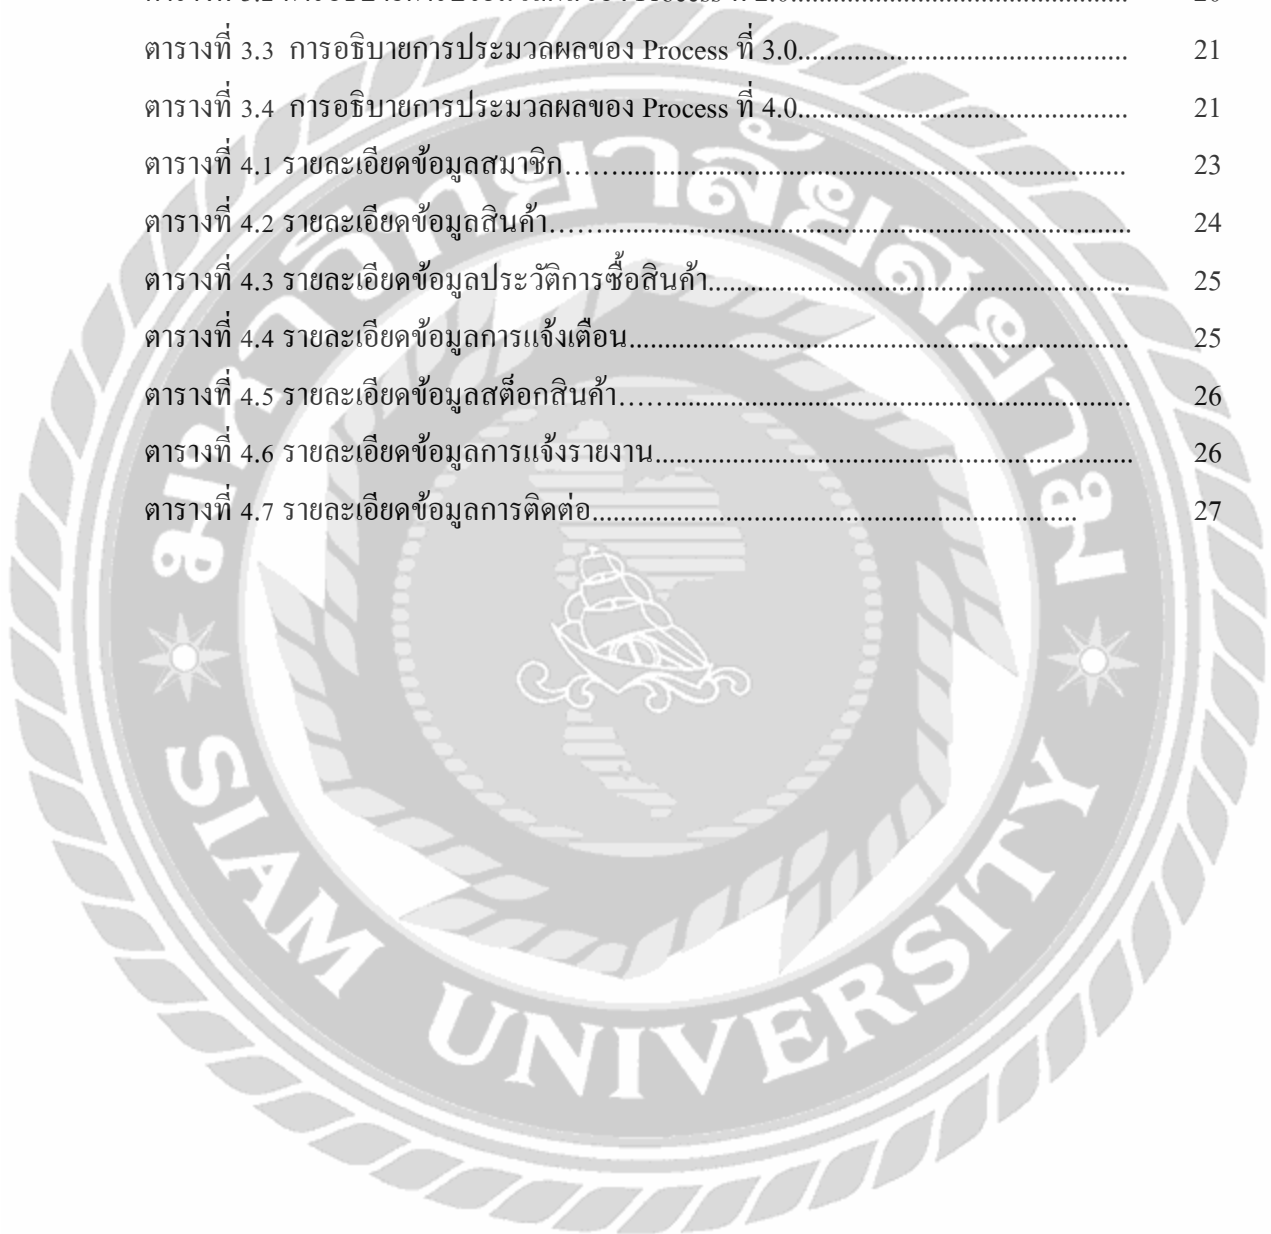 ตารางที่ 3.3 การอธิบายการประมวลผลของ Process ที่ 3.0............................................... 21
ตารางที่ 3.4 การอธิบายการประมวลผลของ Process ที่ 4.0............................................... 21
ตารางที่ 4.1 รายละเอียดข้อมูลสมาชิก……....................................................................... 23
ตารางที่ 4.2 รายละเอียดข้อมูลสินค้า……......................................................................... 24
ตารางที่ 4.3 รายละเอียดข้อมูลประวัติการซื้อสินค้า........................................................... 25
ตารางที่ 4.4 รายละเอียดข้อมูลการแจ้งเตือน...................................................................... 25
ตารางที่ 4.5 รายละเอียดข้อมูลสต็อกสินค้า……................................................................ 26
ตารางที่ 4.6 รายละเอียดข้อมูลการแจ้งรายงาน................................................................... 26
ตารางที่ 4.7 รายละเอียดข้อมูลการติดต่อ.................................................................... 27
มหาวิทยาลัยสยาม
SIAM UNIVERSITY